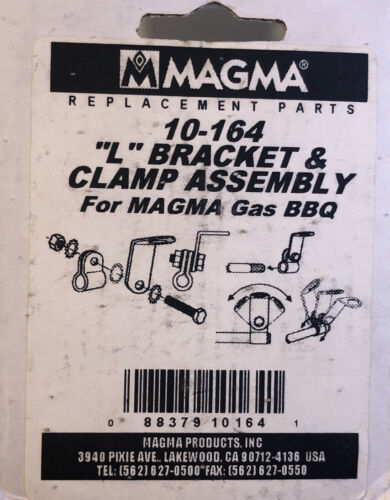 MAGMA®
REPLACEMENT PARTS
10-164
"L" BRACKET &
CLAMP ASSEMBLY
For MAGMA Gas BBQ
0 88379 10164 1
MAGMA PRODUCTS, INC
3940 PIXIE AVE., LAKEWOOD, CA 90712-4136 USA
TEL: (562) 627-0500 FAX: (562) 627-0550